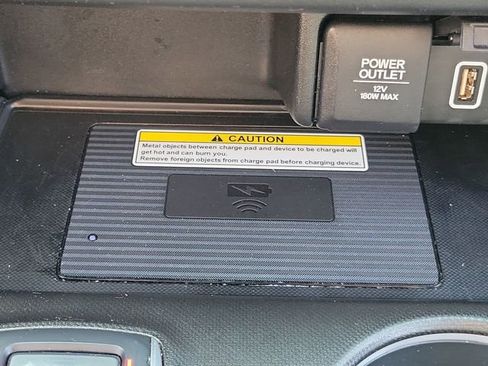 POWER
OUTLET
12V
180W MAX
CAUTION
Metal objects between charge pad and device to be charged will
get hot and can burn you.
Remove foreign objects from charge pad before charging device.